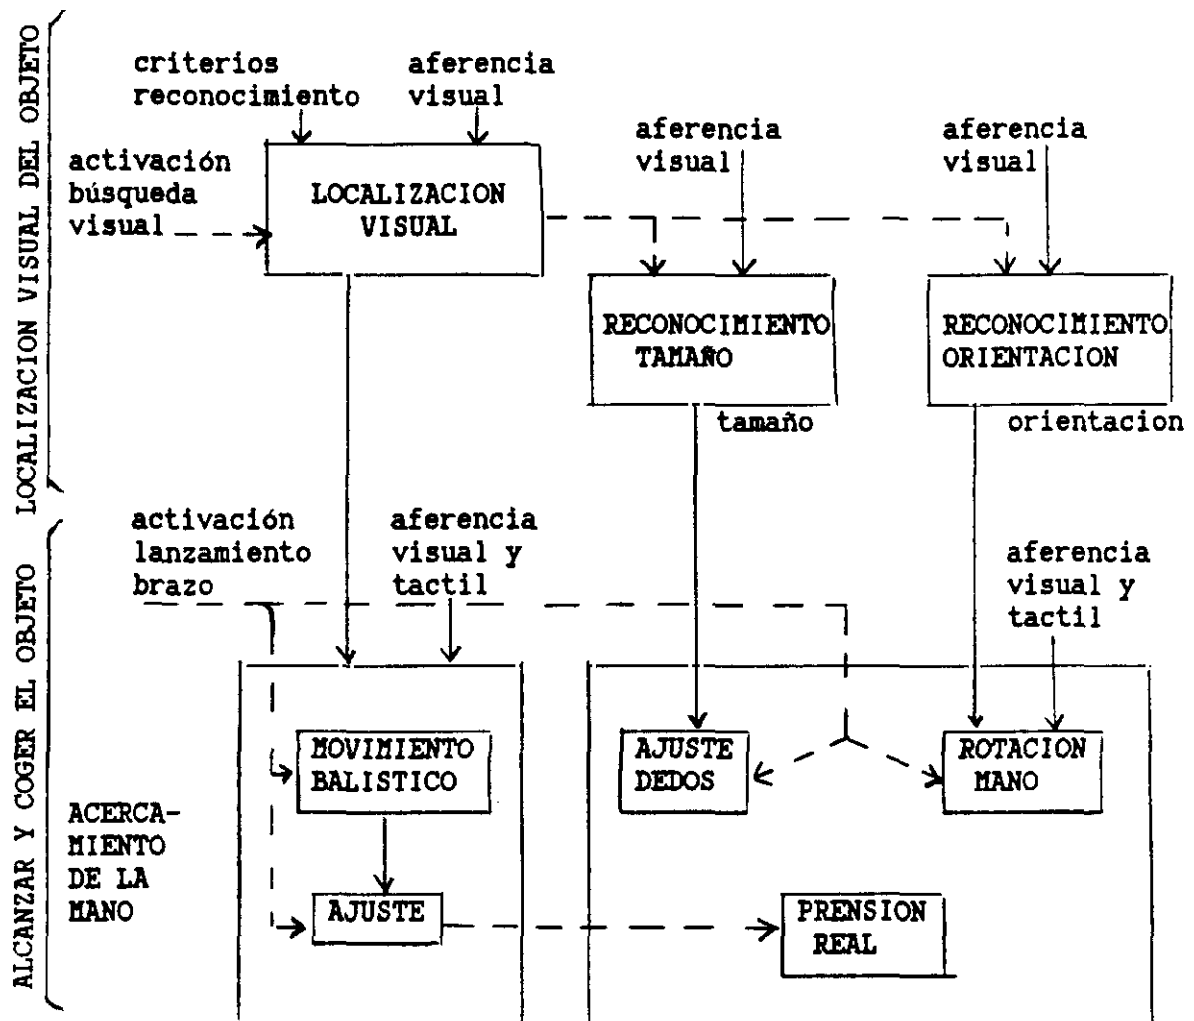 LOCALIZACION VISUAL DEL OBJETO
criterios
reconocimiento
aferencia
visual
activación
búsqueda
visual
LOCALIZACION
VISUAL
aferencia
visual
aferencia
visual
RECONOCIMIENTO
TAMAÑO
RECONOCIMIENTO
ORIENTACION
tamaño
orientacion
ALCANZAR Y COGER EL OBJETO
activación
lanzamiento
brazo
aferencia
visual y
tactil
aferencia
visual y
tactil
ACERCA-
MIENTO
DE LA
MANO
MOVIMIENTO
BALISTICO
AJUSTE
AJUSTE
DEDOS
ROTACION
MANO
PRENSION
REAL